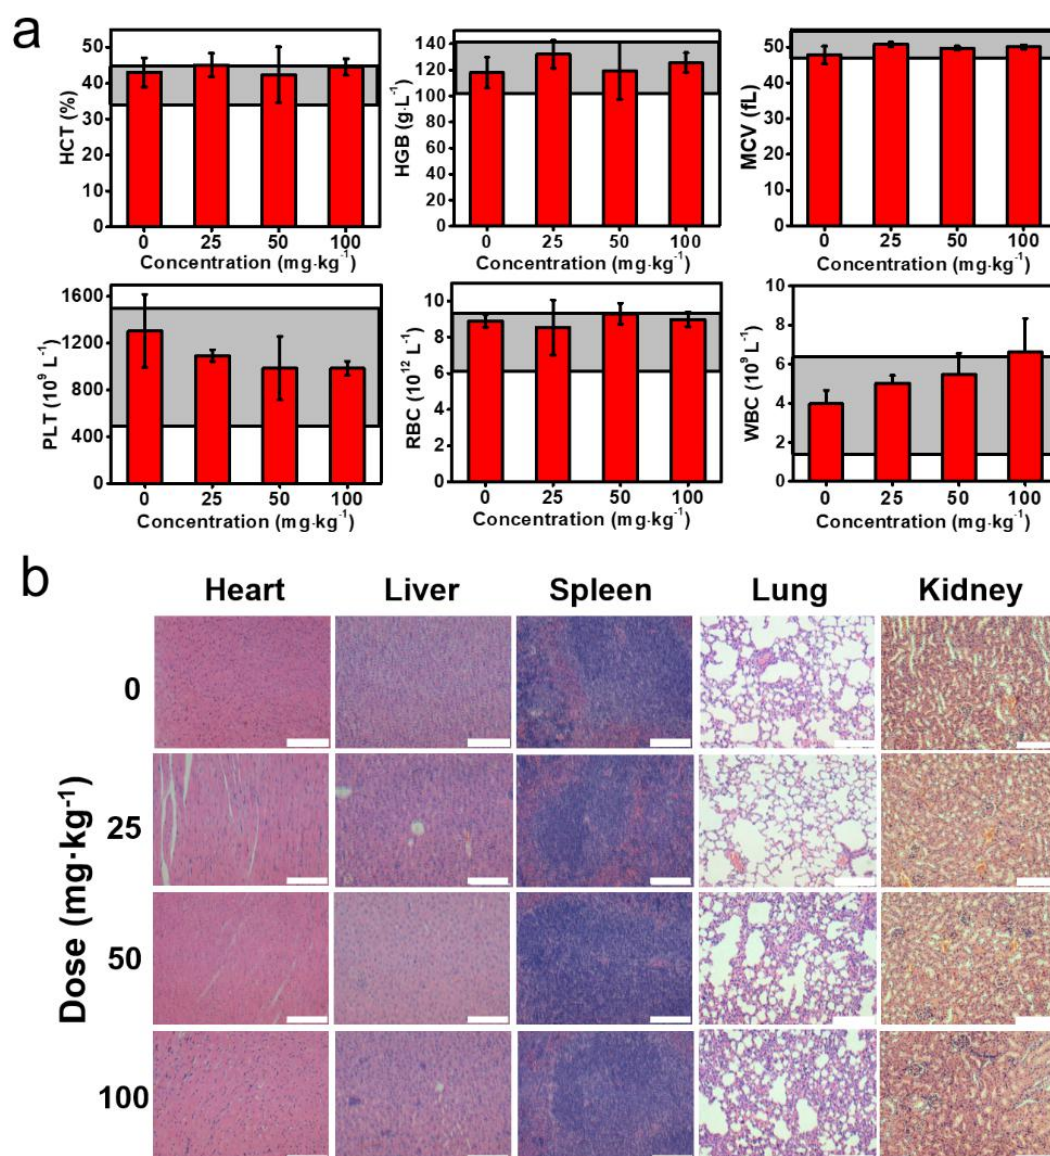 a
HCT (%)
50
40
30
20
10
0
0 25 50 100
Concentration (mg·kg⁻¹)
HGB (g·L⁻¹)
140
120
100
80
60
40
20
0
0 25 50 100
Concentration (mg·kg⁻¹)
MCV (fL)
50
40
30
20
10
0
0 25 50 100
Concentration (mg·kg⁻¹)
PLT (10⁹ L⁻¹)
1600
1200
800
400
0
0 25 50 100
Concentration (mg·kg⁻¹)
RBC (10¹² L⁻¹)
10
8
6
4
2
0
0 25 50 100
Concentration (mg·kg⁻¹)
WBC (10⁹ L⁻¹)
10
8
6
4
2
0
0 25 50 100
Concentration (mg·kg⁻¹)
b
Heart Liver Spleen Lung Kidney
Dose (mg·kg⁻¹)
0
25
50
100